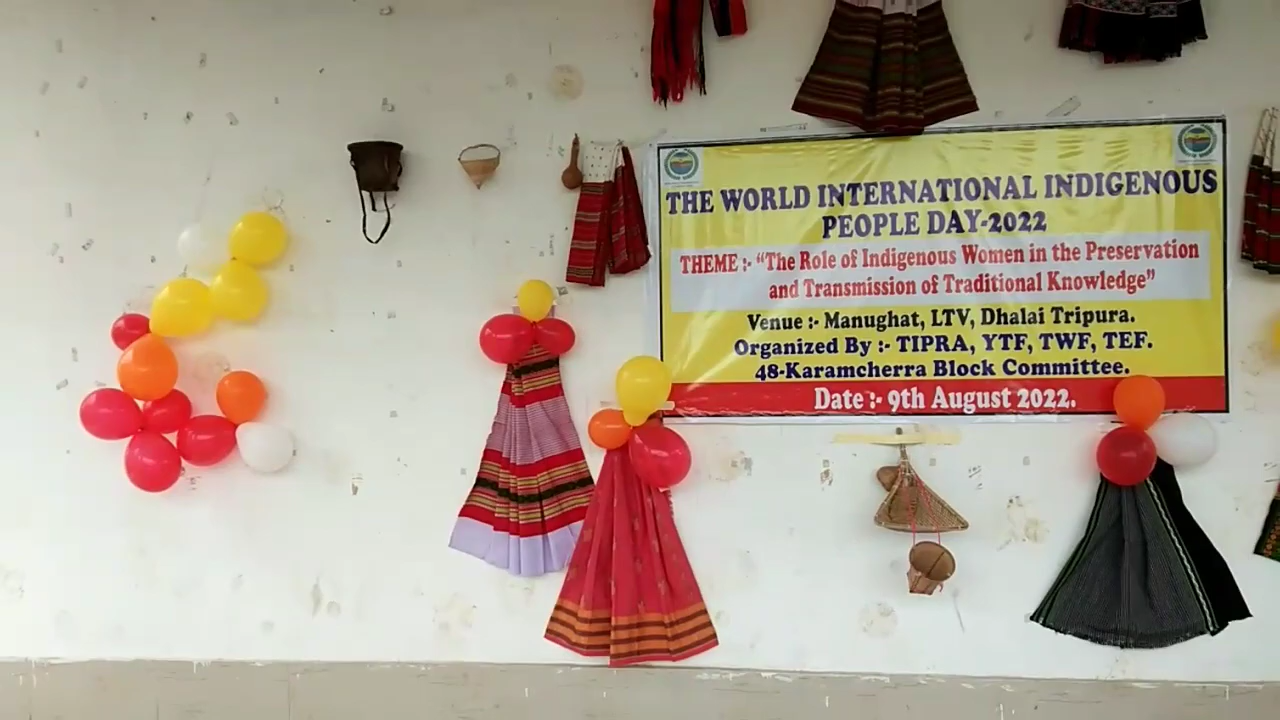 THE WORLD INTERNATIONAL INDIGENOUS
PEOPLE DAY-2022
THEME :- “The Role of Indigenous Women in the Preservation
and Transmission of Traditional Knowledge”
Venue :- Manughat, LTV, Dhalai Tripura.
Organized By :- TIPRA, YTF, TWF, TEF.
48-Karamcherra Block Committee.
Date :- 9th August 2022.